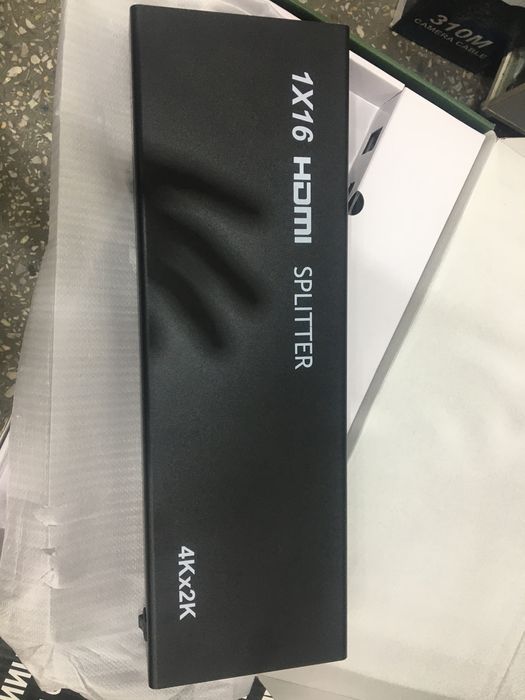 1X16 HDMI SPLITTER
4Kx2K
310M
CAMERA CABLE